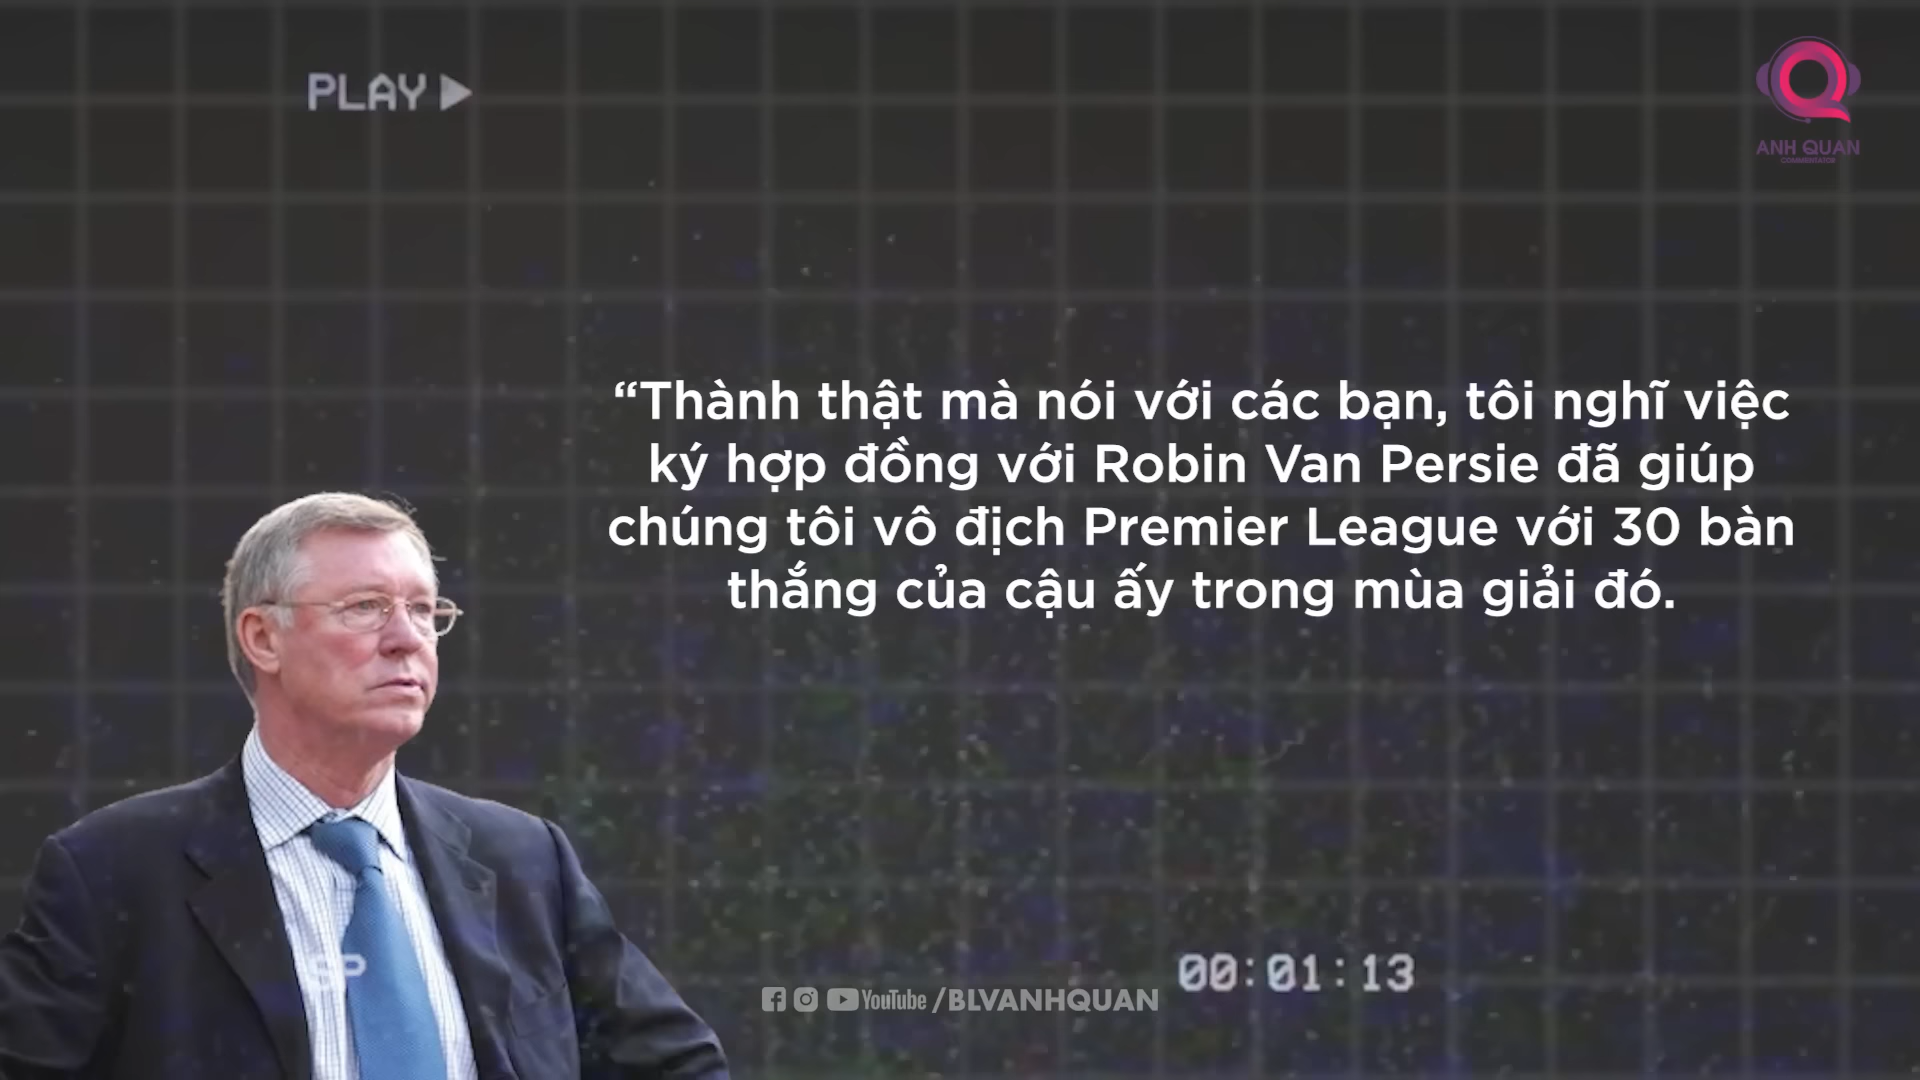 PLAY
ANH QUAN
COMMENTATOR
“Thành thật mà nói với các bạn, tôi nghĩ việc
ký hợp đồng với Robin Van Persie đã giúp
chúng tôi vô địch Premier League với 30 bàn
thắng của cậu ấy trong mùa giải đó.
SP
00:01:13
YouTube /BLVANHQUAN